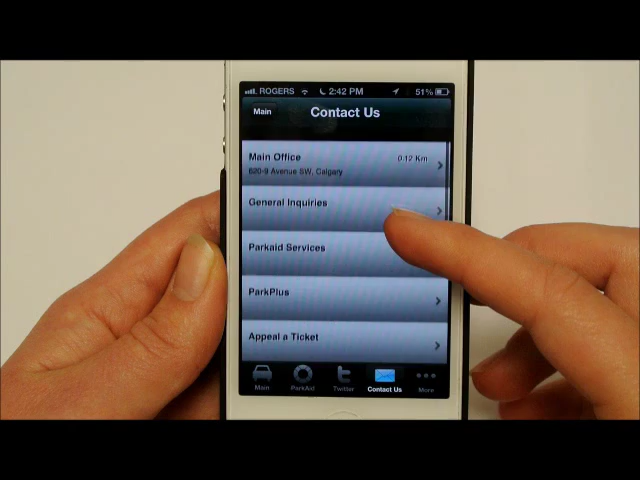 ROGERS 2:42 PM 51%
Main Contact Us
Main Office 0.12 Km
620-9 Avenue SW, Calgary
General Inquiries
Parkaid Services
ParkPlus
Appeal a Ticket
Main ParkAid Twitter Contact Us More